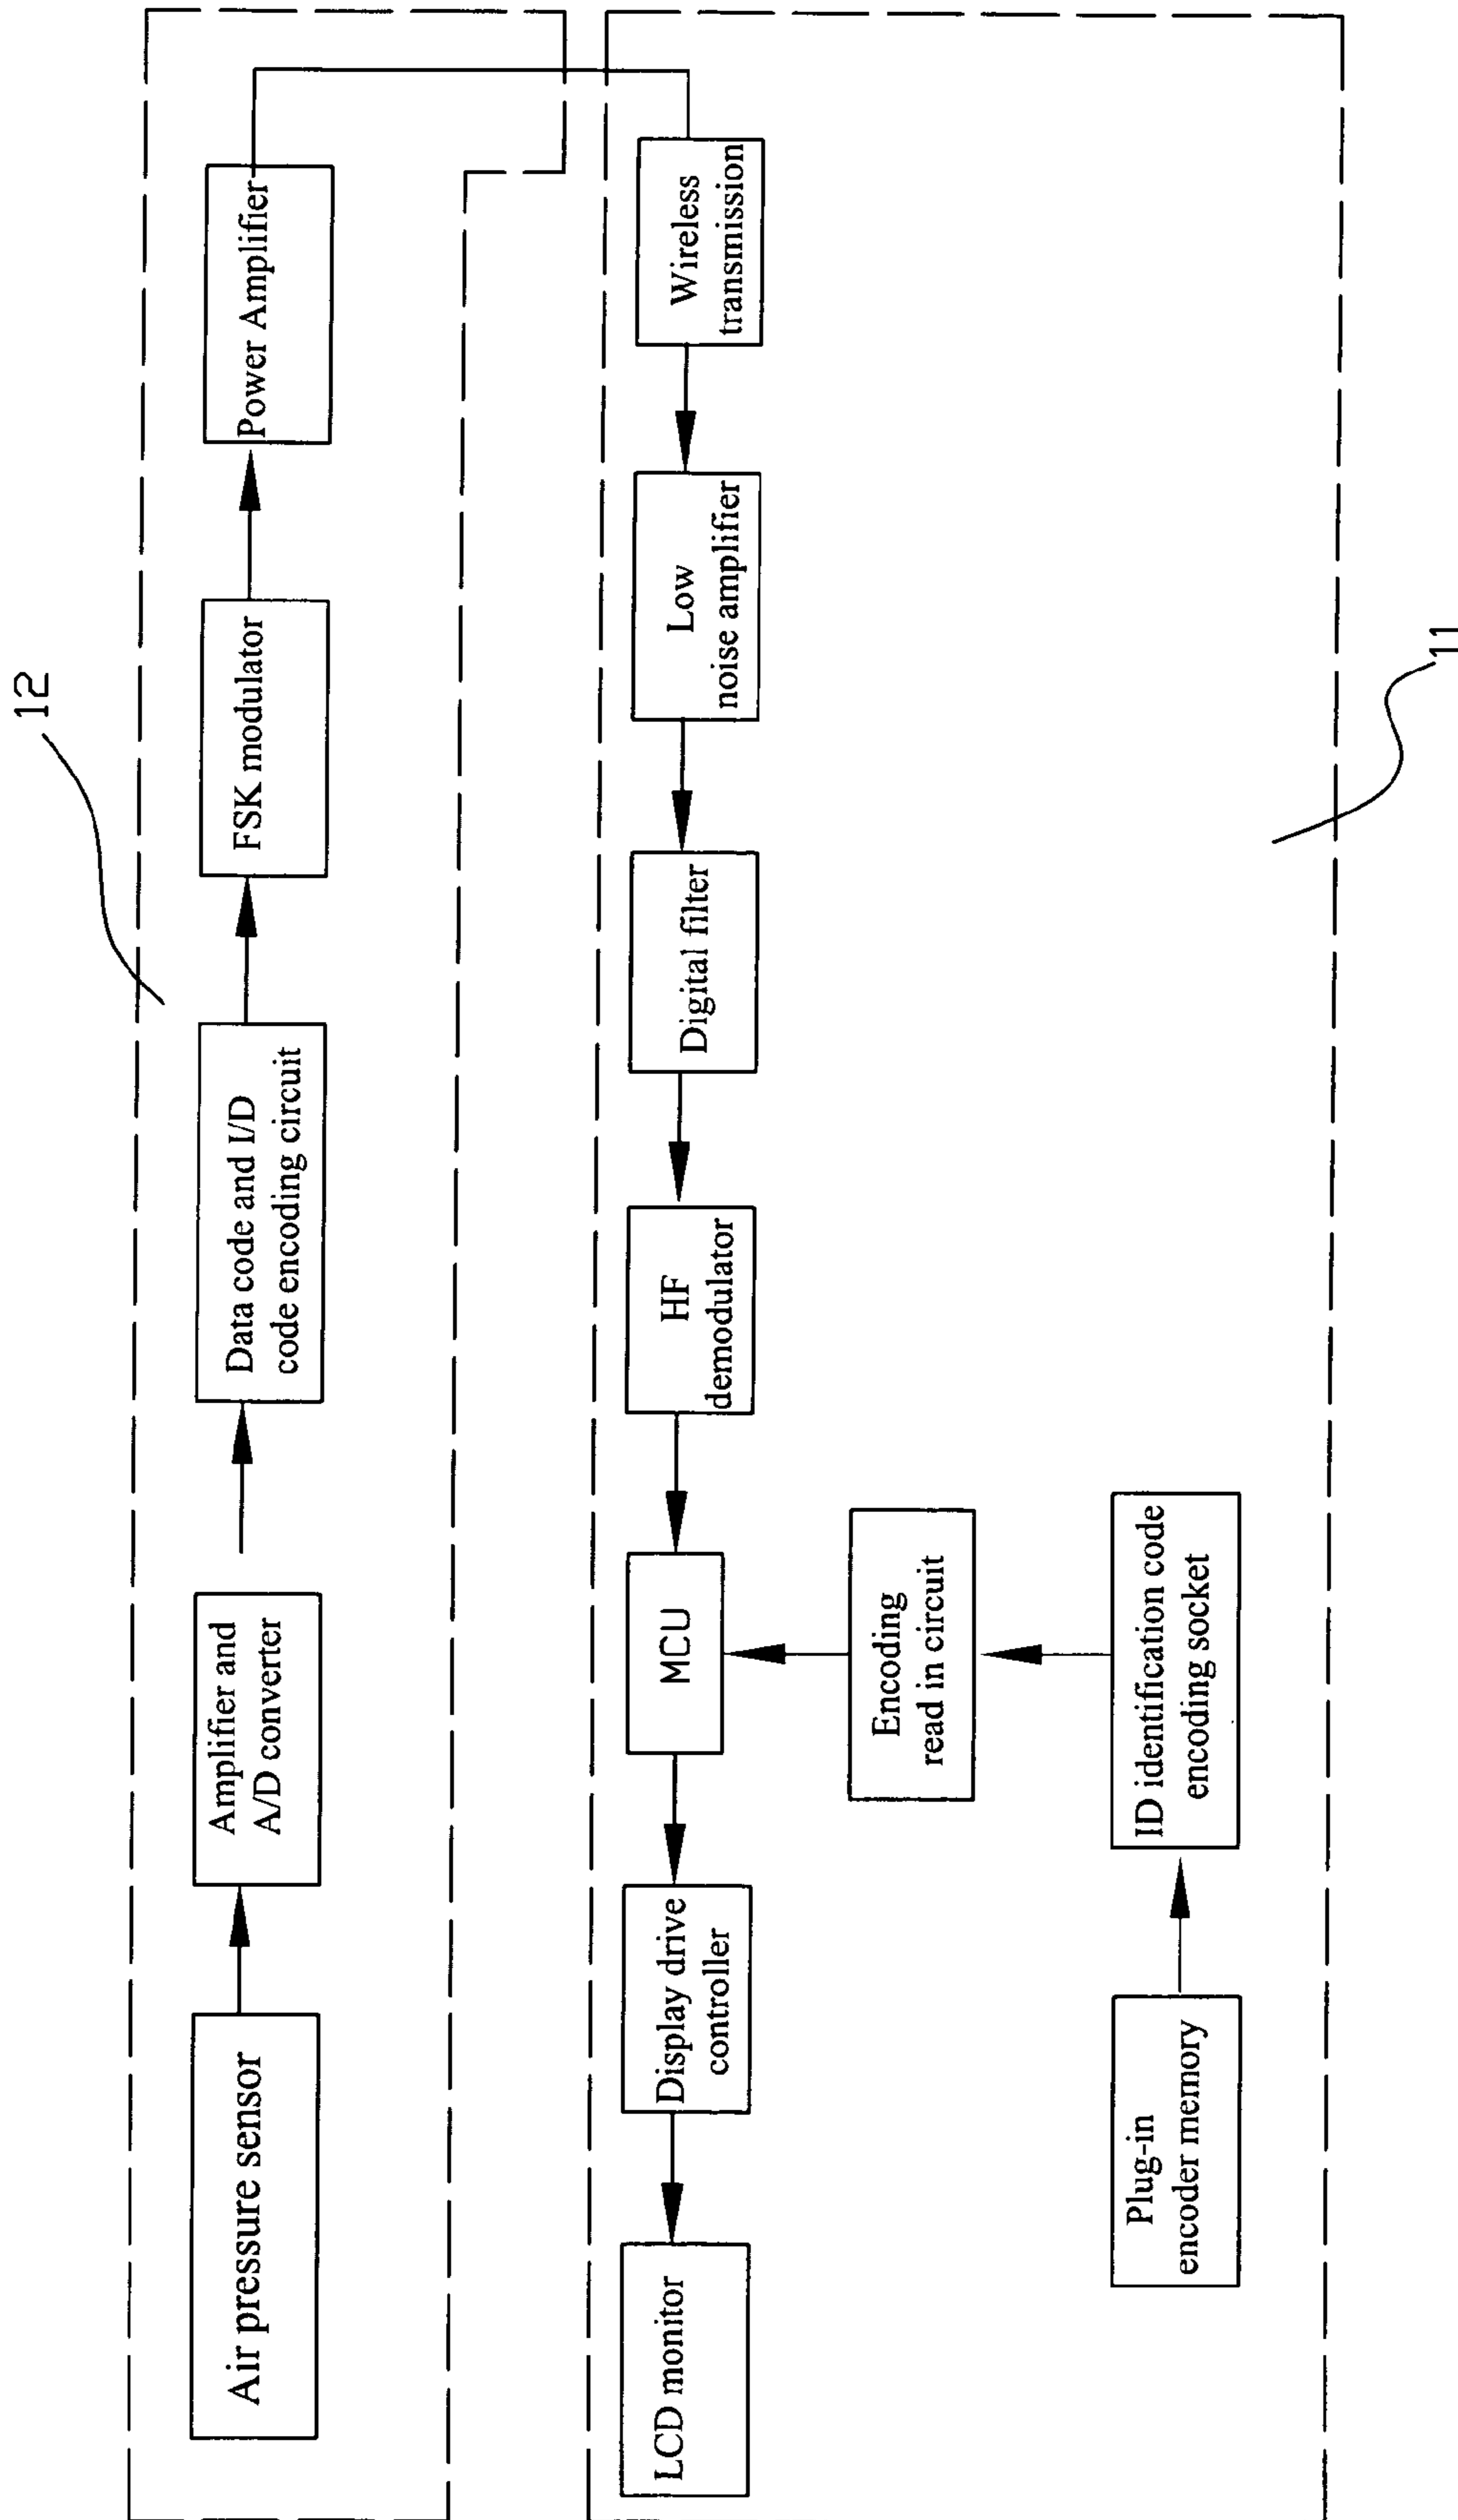 12
Air pressure sensor
Amplifier and
A/D converter
Data code and I/D
code encoding circuit
FSK modulator
Power Amplifier
LCD monitor
Display drive
controller
MCU
HF
demodulator
Digital filter
Low
noise amplifier
Wireless
transmission
Encoding
read in circuit
Plug-in
encoder memory
ID identification code
encoding socket
11